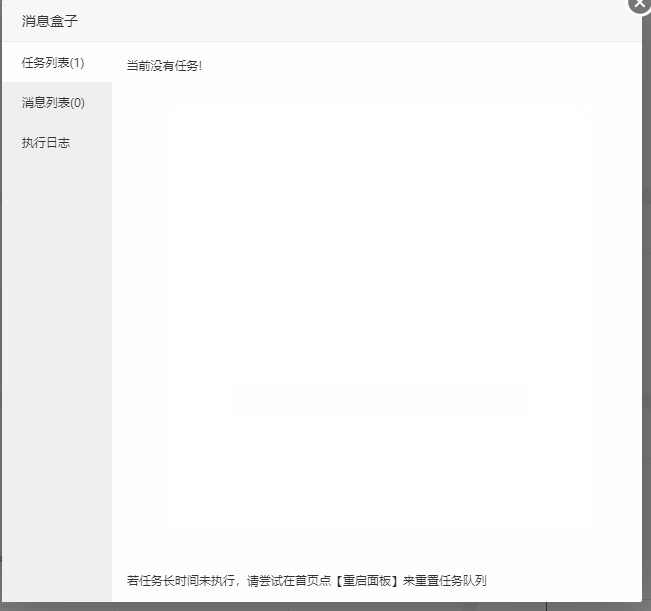 消息盒子
任务列表(1)
当前没有任务!
消息列表(0)
执行日志
若任务长时间未执行，请尝试在首页点【重启面板】来重置任务队列